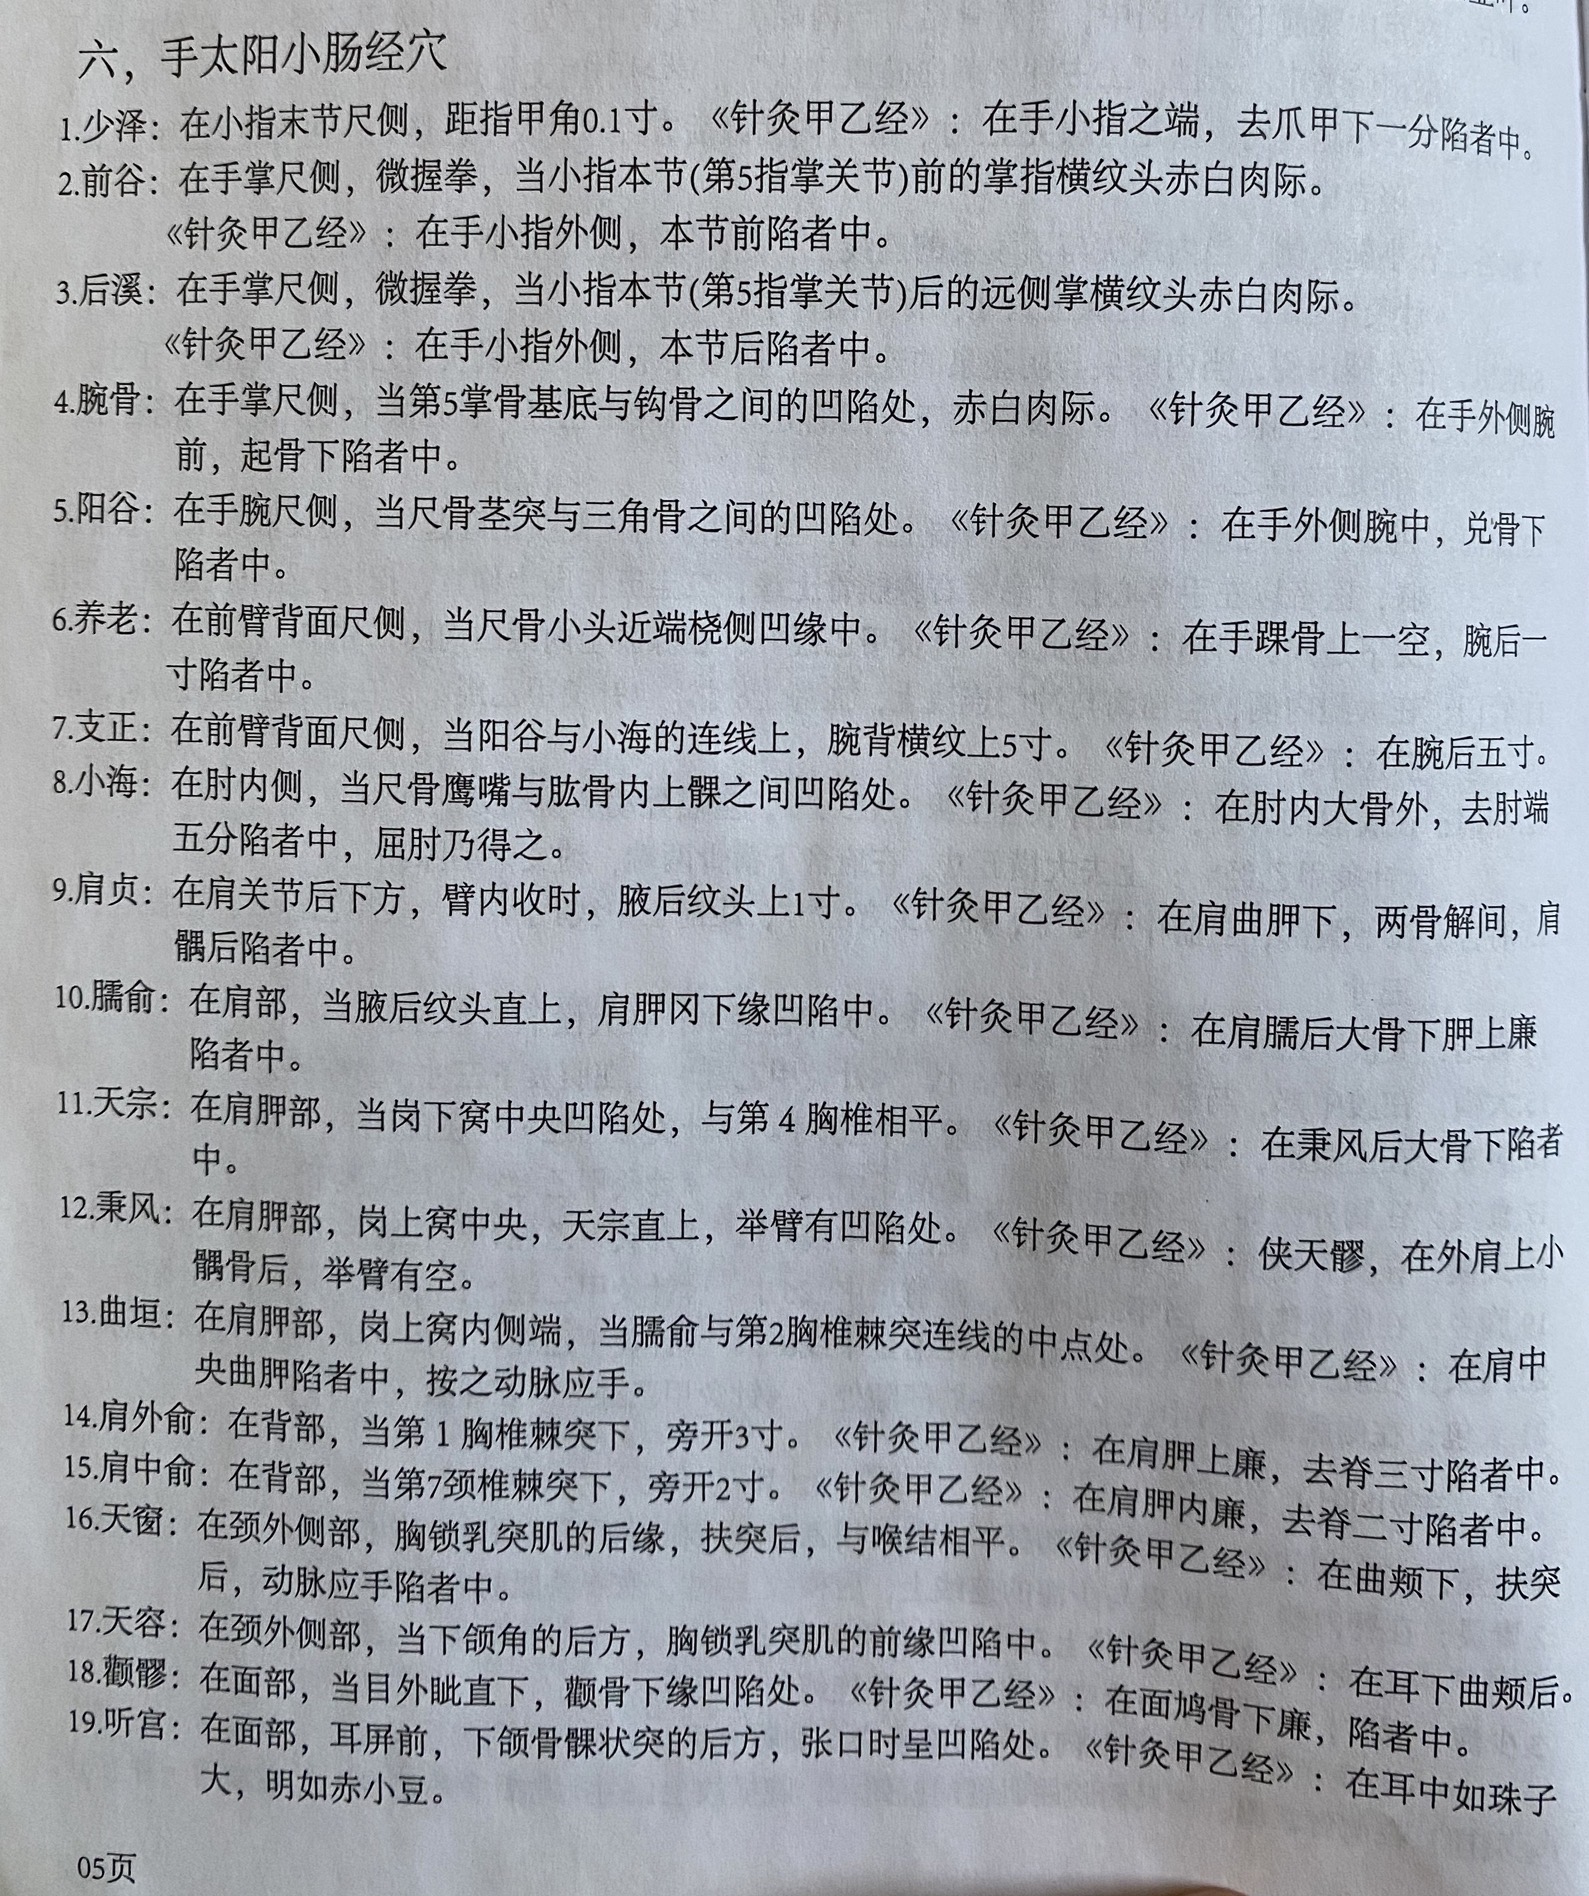 六，手太阳小肠经穴
1.少泽：在小指末节尺侧，距指甲角0.1寸。《针灸甲乙经》：在手小指之端，去爪甲下一分陷者中。
2.前谷：在手掌尺侧，微握拳，当小指本节(第5指掌关节)前的掌指横纹头赤白肉际。
《针灸甲乙经》：在手小指外侧，本节前陷者中。
3.后溪：在手掌尺侧，微握拳，当小指本节(第5指掌关节)后的远侧掌横纹头赤白肉际。
《针灸甲乙经》：在手小指外侧，本节后陷者中。
4.腕骨：在手掌尺侧，当第5掌骨基底与钩骨之间的凹陷处，赤白肉际。《针灸甲乙经》：在手外侧腕
前，起骨下陷者中。
5.阳谷：在手腕尺侧，当尺骨茎突与三角骨之间的凹陷处。《针灸甲乙经》：在手外侧腕中，兑骨下
陷者中。
6.养老：在前臂背面尺侧，当尺骨小头近端桡侧凹缘中。《针灸甲乙经》：在手踝骨上一空，腕后一
寸陷者中。
7.支正：在前臂背面尺侧，当阳谷与小海的连线上，腕背横纹上5寸。《针灸甲乙经》：在腕后五寸。
8.小海：在肘内侧，当尺骨鹰嘴与肱骨内上髁之间凹陷处。《针灸甲乙经》：在肘内大骨外，去肘端
五分陷者中，屈肘乃得之。
9.肩贞：在肩关节后下方，臂内收时，腋后纹头上1寸。《针灸甲乙经》：在肩曲胛下，两骨解间，肩
髃后陷者中。
10.臑俞：在肩部，当腋后纹头直上，肩胛冈下缘凹陷中。《针灸甲乙经》：在肩臑后大骨下胛上廉
陷者中。
11.天宗：在肩胛部，当岗下窝中央凹陷处，与第 4 胸椎相平。《针灸甲乙经》：在秉风后大骨下陷者
中。
12.秉风：在肩胛部，岗上窝中央，天宗直上，举臂有凹陷处。《针灸甲乙经》：侠天髎，在外肩上小
髃骨后，举臂有空。
13.曲垣：在肩胛部，岗上窝内侧端，当臑俞与第2胸椎棘突连线的中点处。《针灸甲乙经》：在肩中
央曲胛陷者中，按之动脉应手。
14.肩外俞：在背部，当第 1 胸椎棘突下，旁开3寸。《针灸甲乙经》：在肩胛上廉，去脊三寸陷者中。
15.肩中俞：在背部，当第7颈椎棘突下，旁开2寸。《针灸甲乙经》：在肩胛内廉，去脊二寸陷者中。
16.天窗：在颈外侧部，胸锁乳突肌的后缘，扶突后，与喉结相平。《针灸甲乙经》：在曲颊下，扶突
后，动脉应手陷者中。
17.天容：在颈外侧部，当下颌角的后方，胸锁乳突肌的前缘凹陷中。《针灸甲乙经》：在耳下曲颊后。
18.颧髎：在面部，当目外眦直下，颧骨下缘凹陷处。《针灸甲乙经》：在面鸠骨下廉，陷者中。
19.听宫：在面部，耳屏前，下颌骨髁状突的后方，张口时呈凹陷处。《针灸甲乙经》：在耳中如珠子
大，明如赤小豆。
05页